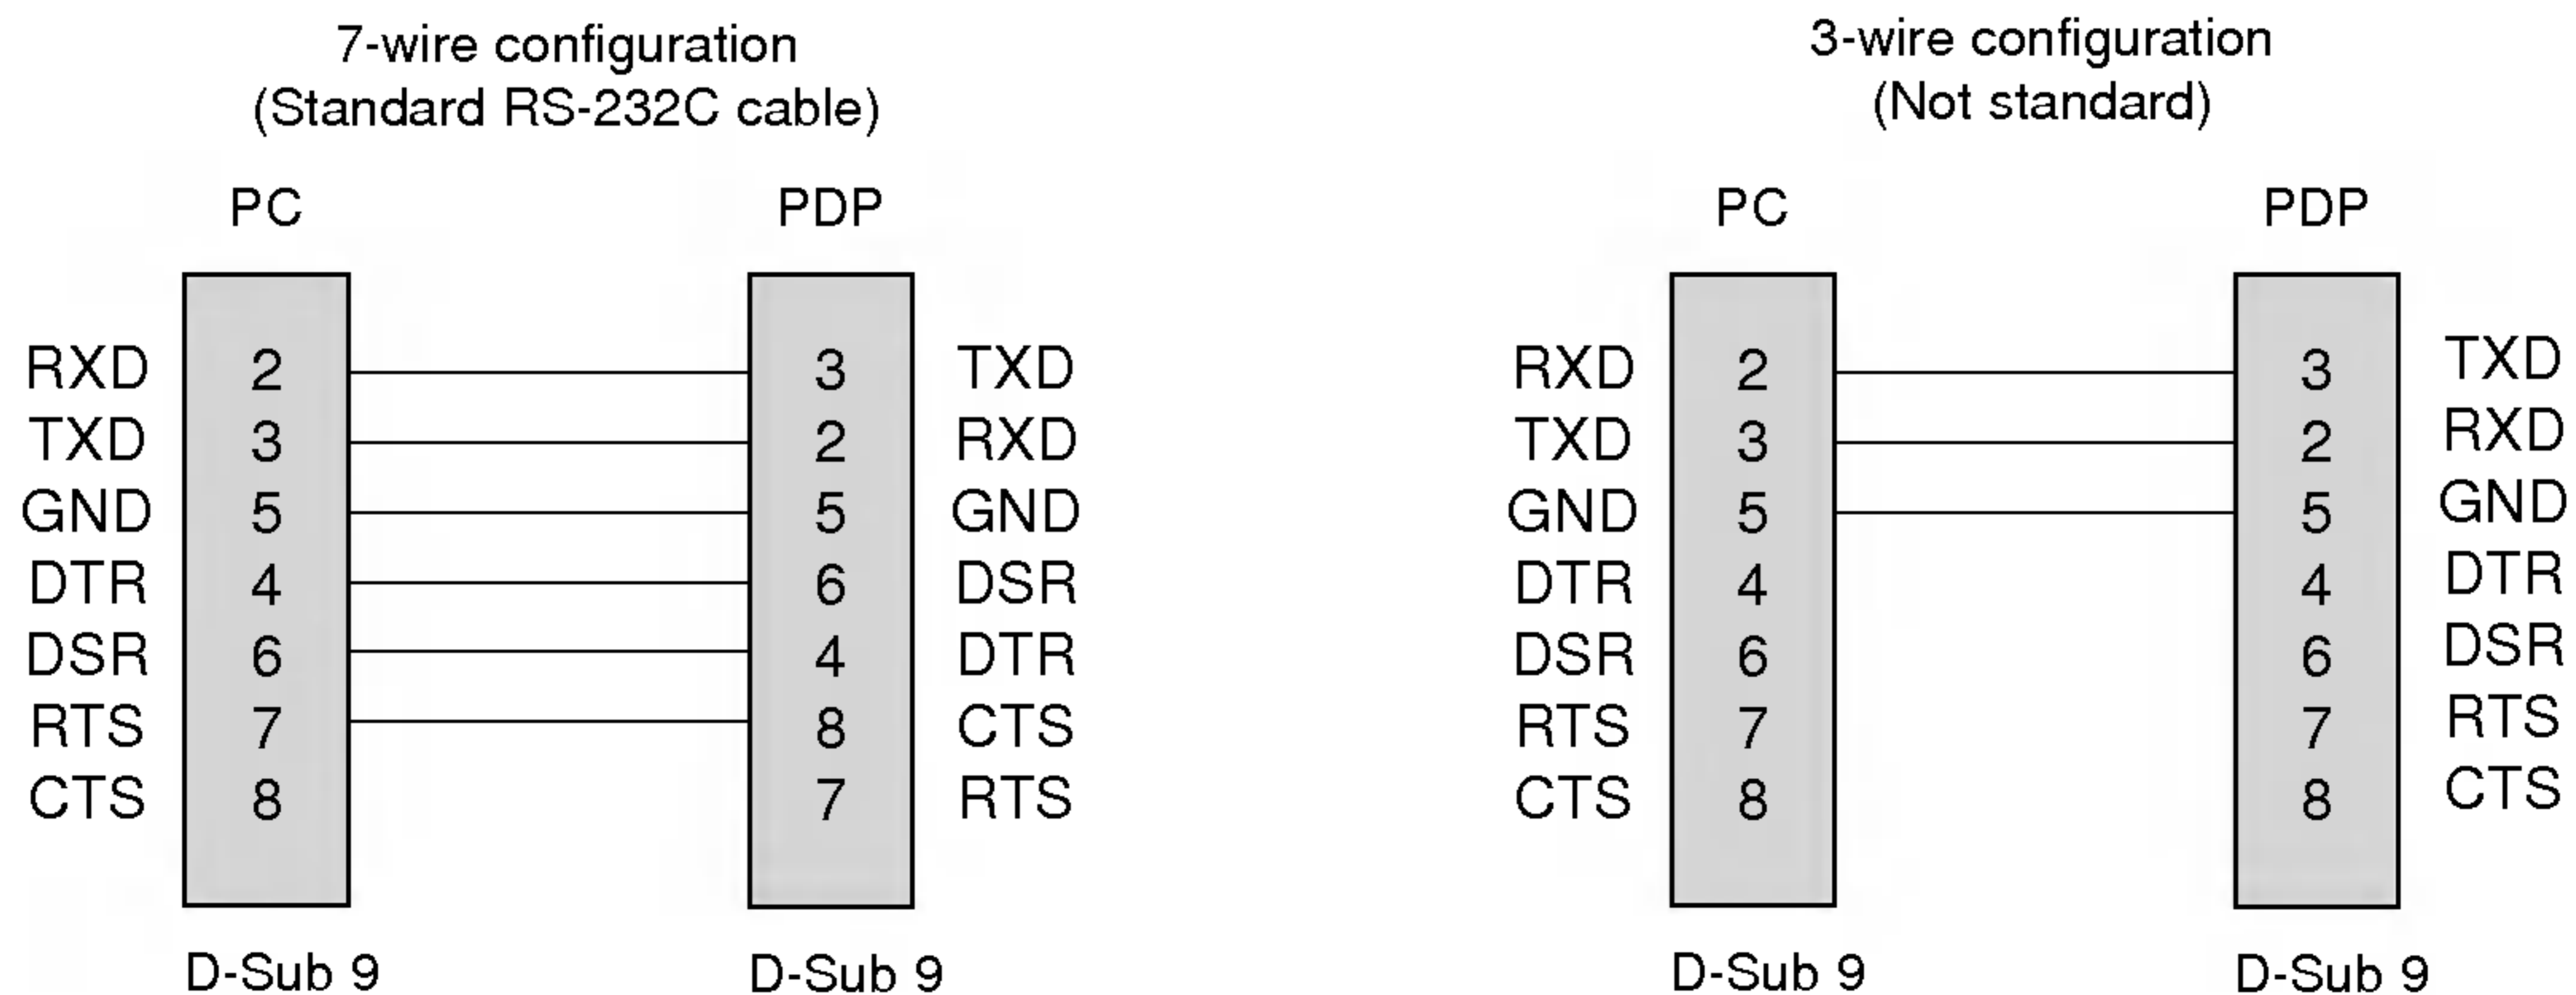 7-wire configuration
(Standard RS-232C cable)
PC PDP
RXD 2 3 TXD
TXD 3 2 RXD
GND 5 5 GND
DTR 4 6 DSR
DSR 6 4 DTR
RTS 7 8 CTS
CTS 8 7 RTS
D-Sub 9 D-Sub 9
3-wire configuration
(Not standard)
PC PDP
RXD 2 3 TXD
TXD 3 2 RXD
GND 5 5 GND
DTR 4 4 DTR
DSR 6 6 DSR
RTS 7 7 RTS
CTS 8 8 CTS
D-Sub 9 D-Sub 9